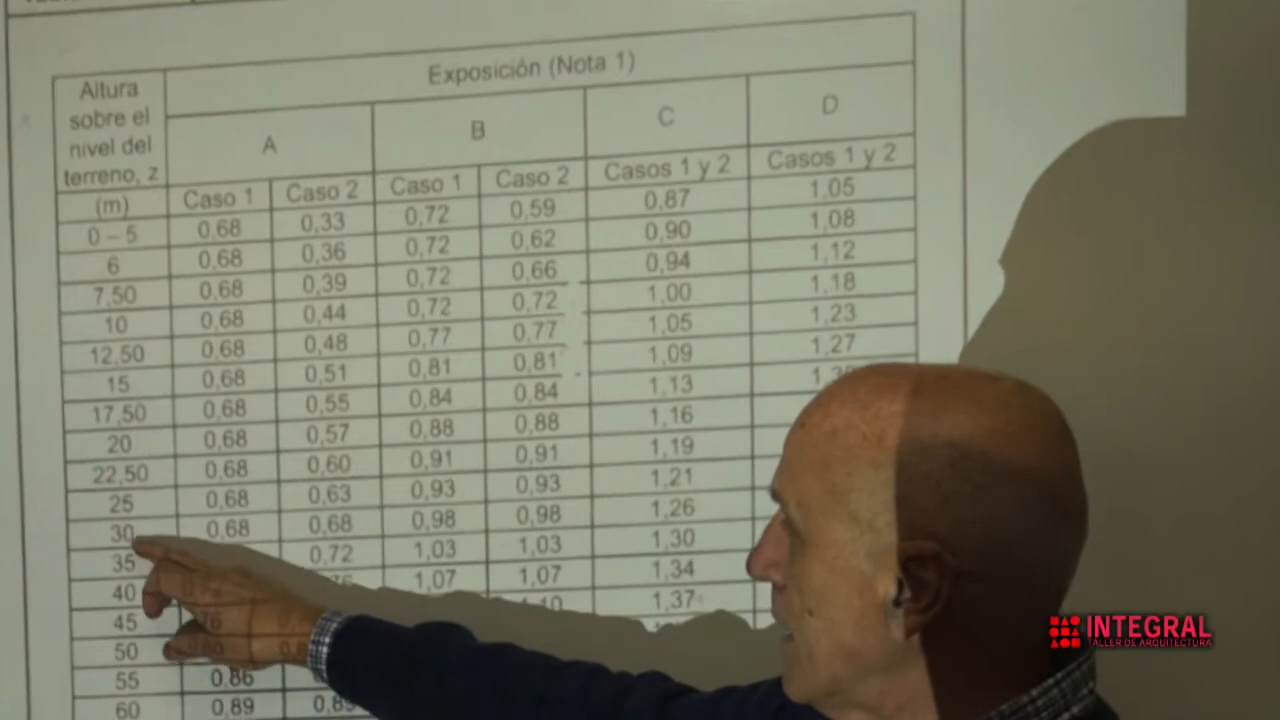 Exposición (Nota 1)
Altura
sobre el
nivel del
terreno, z
(m)
A B C D
Caso 1 Caso 2 Caso 1 Caso 2 Casos 1 y 2 Casos 1 y 2
0 – 5 0,68 0,33 0,72 0,59 0,87 1,05
6 0,68 0,36 0,72 0,62 0,90 1,08
7,50 0,68 0,39 0,72 0,66 0,94 1,12
10 0,68 0,44 0,72 0,72 1,00 1,18
12,50 0,68 0,48 0,77 0,77 1,05 1,23
15 0,68 0,51 0,81 0,81 1,09 1,27
17,50 0,68 0,55 0,84 0,84 1,13
20 0,68 0,57 0,88 0,88 1,16
22,50 0,68 0,60 0,91 0,91 1,19
25 0,68 0,63 0,93 0,93 1,21
30 0,68 0,68 0,98 0,98 1,26
35 0,72 1,03 1,03 1,30
40 1,07 1,07 1,34
45 1,10 1,37
50
55 0,86
60 0,89 0,89
INTEGRAL
TALLER DE ARQUITECTURA